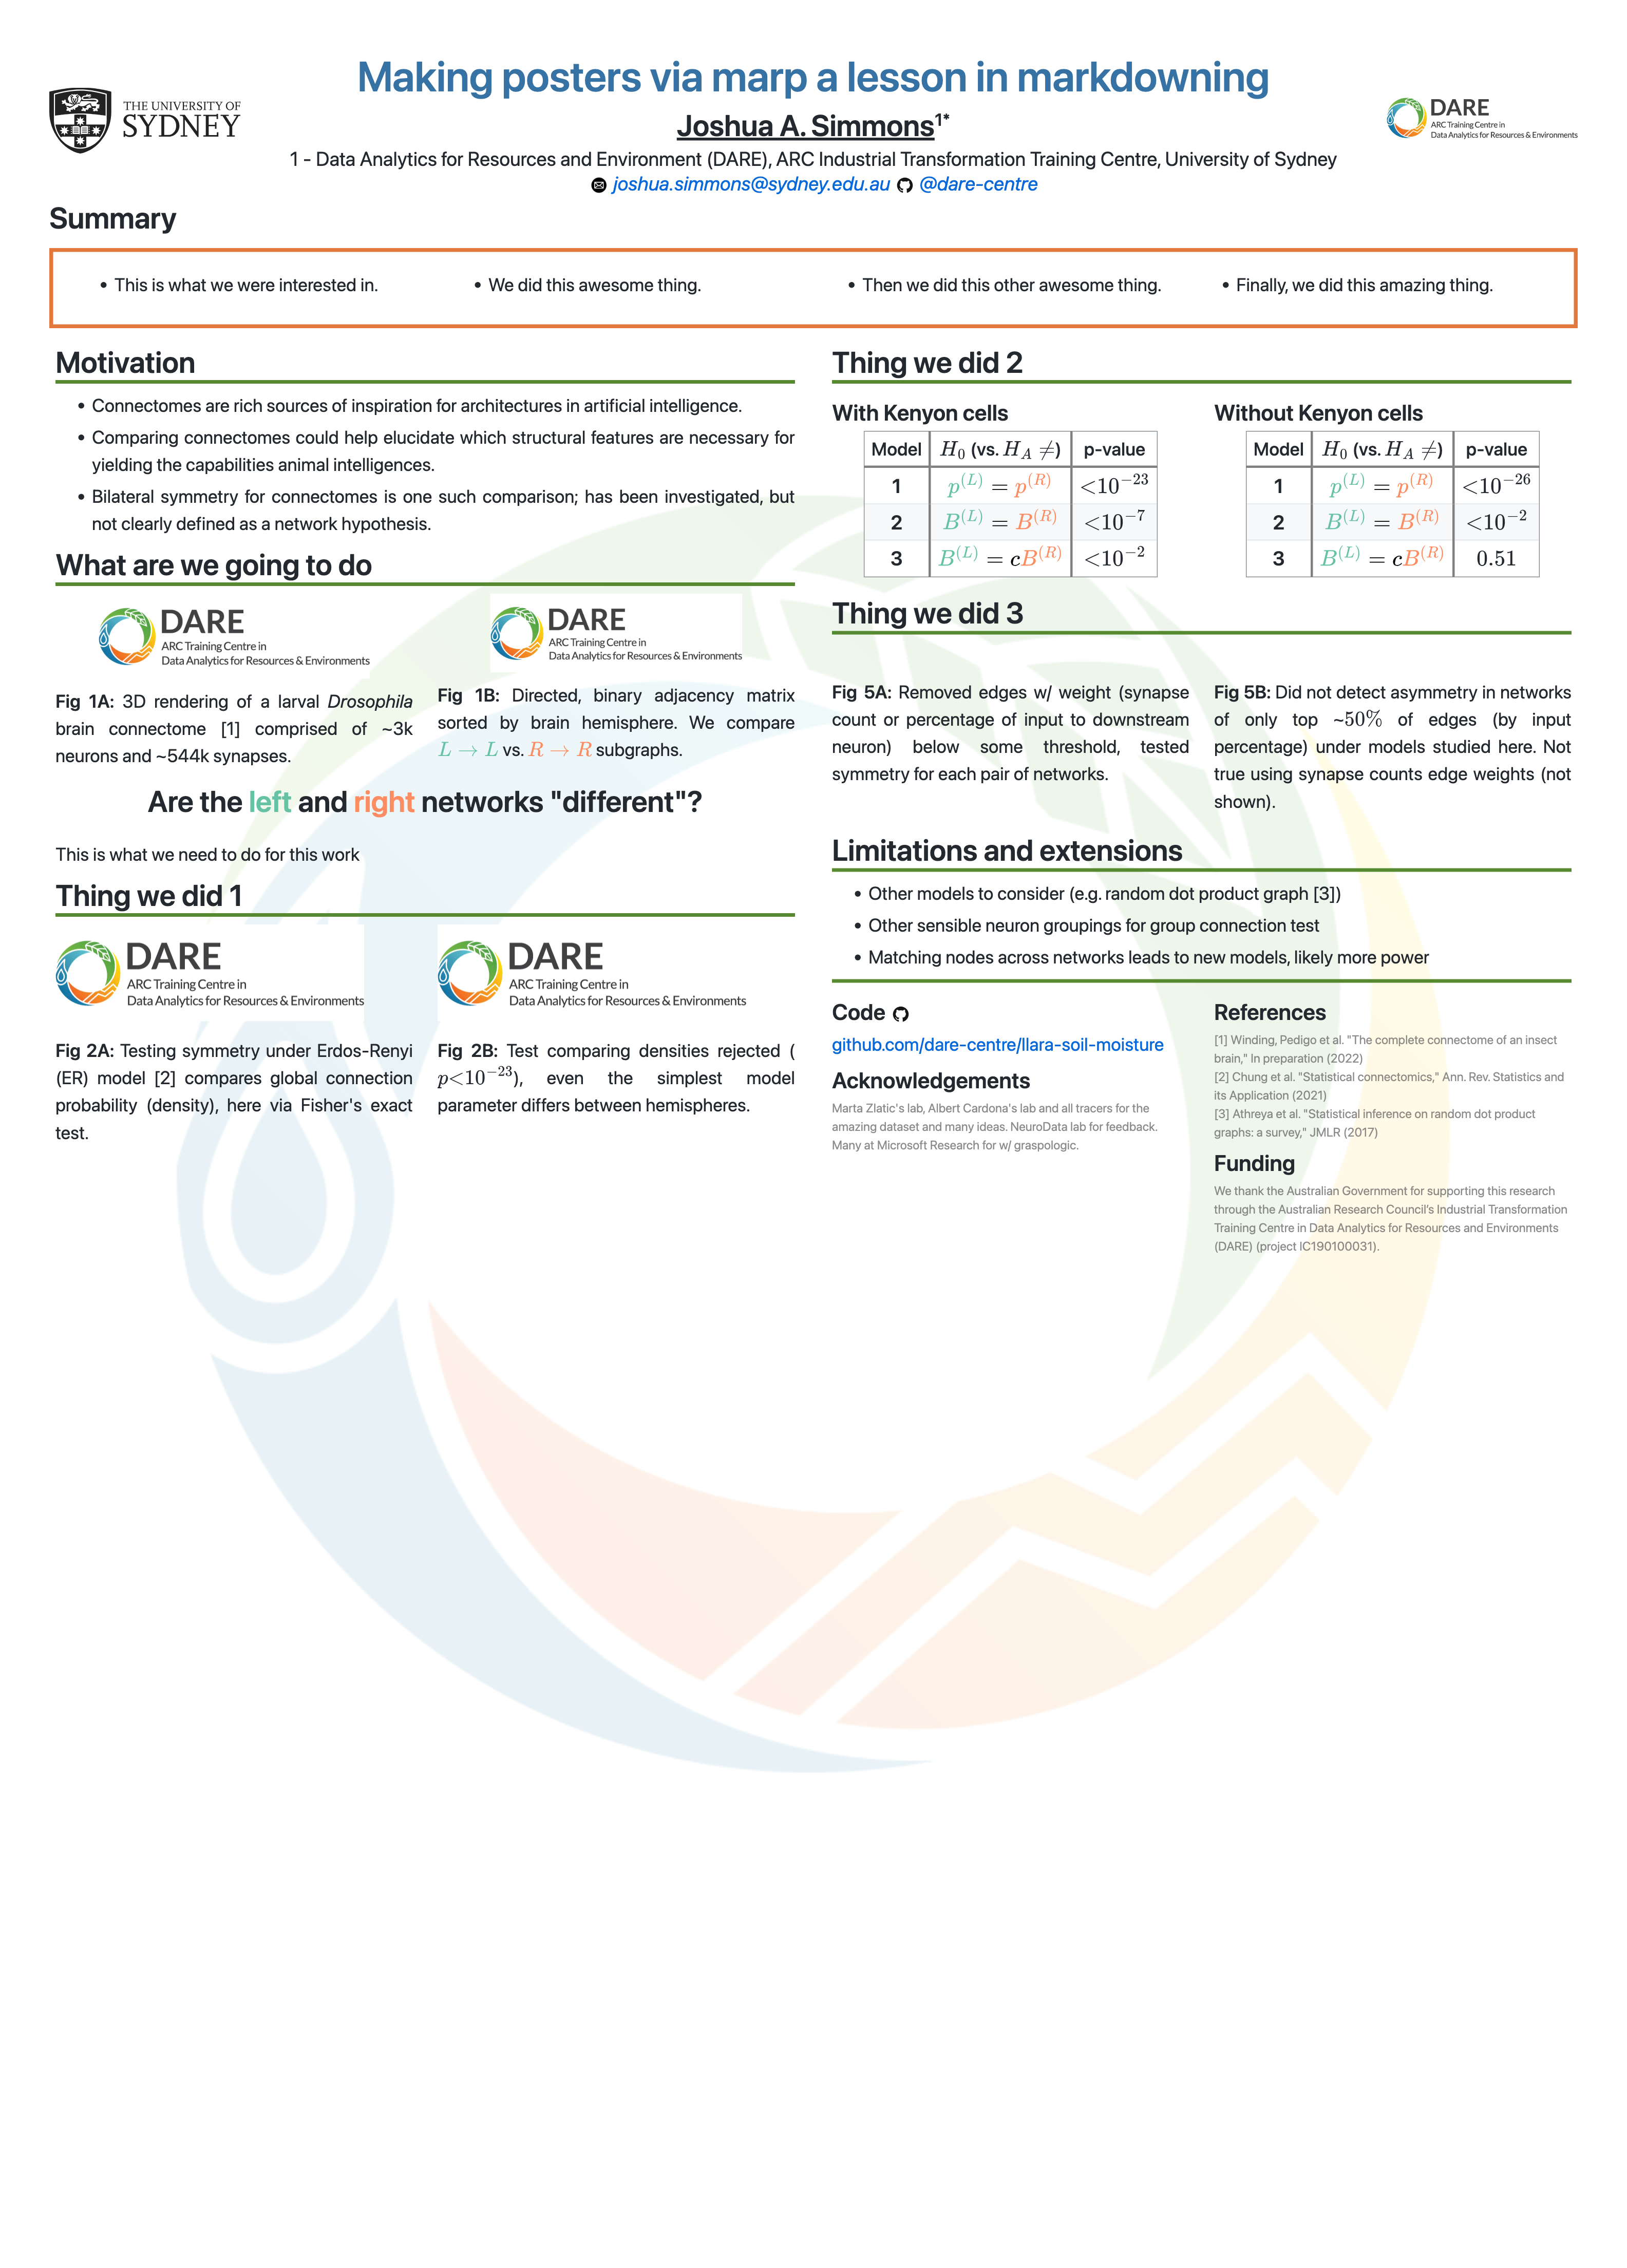 THE UNIVERSITY OF
SYDNEY
Making posters via marp a lesson in markdowning
Joshua A. Simmons1*
1 - Data Analytics for Resources and Environment (DARE), ARC Industrial Transformation Training Centre, University of Sydney
joshua.simmons@sydney.edu.au @dare-centre
DARE
ARC Training Centre in
Data Analytics for Resources & Environments
Summary
• This is what we were interested in.
• We did this awesome thing.
• Then we did this other awesome thing.
• Finally, we did this amazing thing.
Motivation
• Connectomes are rich sources of inspiration for architectures in artificial intelligence.
• Comparing connectomes could help elucidate which structural features are necessary for
yielding the capabilities animal intelligences.
• Bilateral symmetry for connectomes is one such comparison; has been investigated, but
not clearly defined as a network hypothesis.
What are we going to do
DARE
ARC Training Centre in
Data Analytics for Resources & Environments
Fig 1A: 3D rendering of a larval Drosophila
brain connectome [1] comprised of ~3k
neurons and ~544k synapses.
DARE
ARC Training Centre in
Data Analytics for Resources & Environments
Fig 1B: Directed, binary adjacency matrix
sorted by brain hemisphere. We compare
L → L vs. R → R subgraphs.
Are the left and right networks "different"?
This is what we need to do for this work
Thing we did 1
DARE
ARC Training Centre in
Data Analytics for Resources & Environments
Fig 2A: Testing symmetry under Erdos-Renyi
(ER) model [2] compares global connection
probability (density), here via Fisher's exact
test.
DARE
ARC Training Centre in
Data Analytics for Resources & Environments
Fig 2B: Test comparing densities rejected (
p<10^−23), even the simplest model
parameter differs between hemispheres.
Thing we did 2
With Kenyon cells
Model H_0 (vs. H_A ≠) p-value
1 p^(L) = p^(R) <10^−23
2 B^(L) = B^(R) <10^−7
3 B^(L) = cB^(R) <10^−2
Without Kenyon cells
Model H_0 (vs. H_A ≠) p-value
1 p^(L) = p^(R) <10^−26
2 B^(L) = B^(R) <10^−2
3 B^(L) = cB^(R) 0.51
Thing we did 3
Fig 5A: Removed edges w/ weight (synapse
count or percentage of input to downstream
neuron) below some threshold, tested
symmetry for each pair of networks.
Fig 5B: Did not detect asymmetry in networks
of only top ~50% of edges (by input
percentage) under models studied here. Not
true using synapse counts edge weights (not
shown).
Limitations and extensions
• Other models to consider (e.g. random dot product graph [3])
• Other sensible neuron groupings for group connection test
• Matching nodes across networks leads to new models, likely more power
Code
github.com/dare-centre/llara-soil-moisture
Acknowledgements
Marta Zlatic's lab, Albert Cardona's lab and all tracers for the
amazing dataset and many ideas. NeuroData lab for feedback.
Many at Microsoft Research for w/ graspologic.
References
[1] Winding, Pedigo et al. "The complete connectome of an insect
brain," In preparation (2022)
[2] Chung et al. "Statistical connectomics," Ann. Rev. Statistics and
its Application (2021)
[3] Athreya et al. "Statistical inference on random dot product
graphs: a survey," JMLR (2017)
Funding
We thank the Australian Government for supporting this research
through the Australian Research Council's Industrial Transformation
Training Centre in Data Analytics for Resources and Environments
(DARE) (project IC190100031).